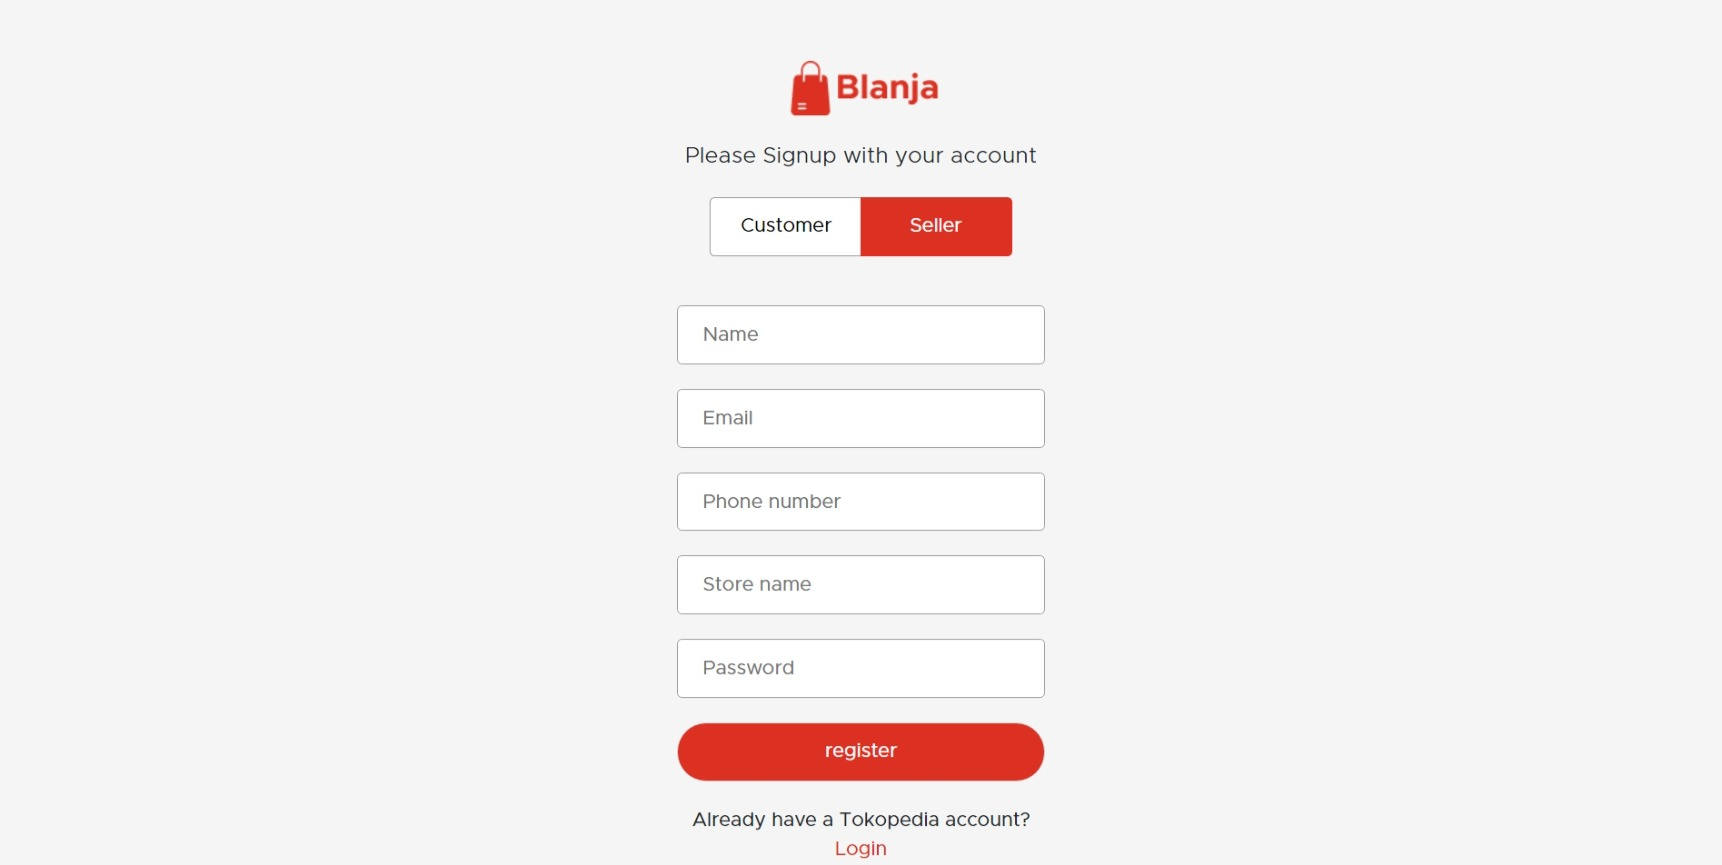 Blanja
Please Signup with your account
Customer Seller
Name
Email
Phone number
Store name
Password
register
Already have a Tokopedia account?
Login